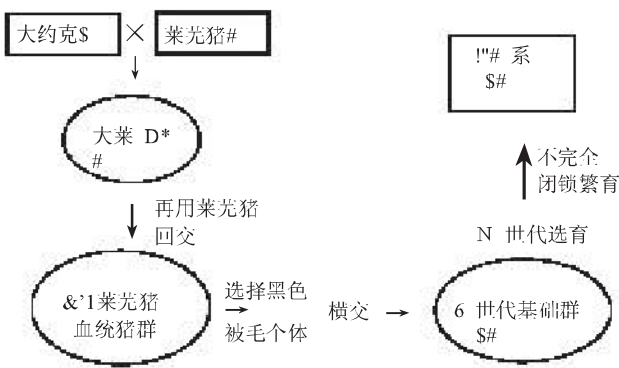 大约克$ × 莱芜猪#
大莱 D*
#
再用莱芜猪
回交
&'1莱芜猪
血统猪群
选择黑色
被毛个体
横交
6 世代基础群
$#
N 世代选育
不完全
闭锁繁育
!"# 系
$#